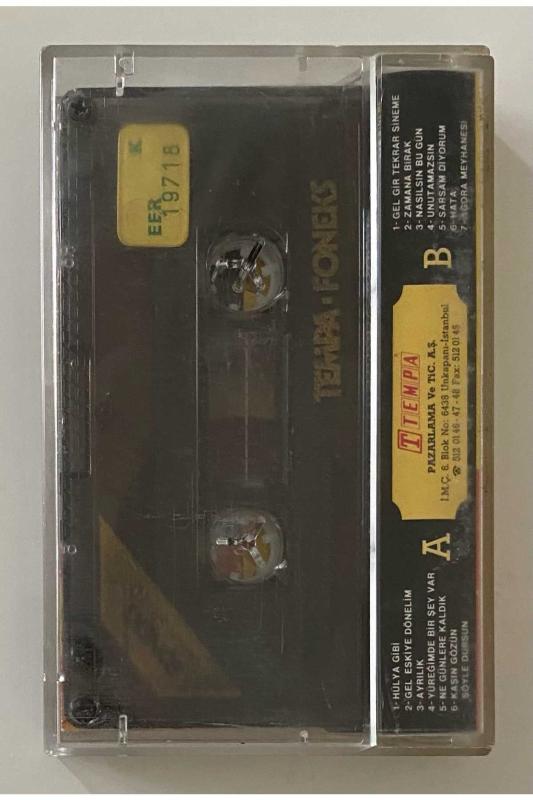 K
EER 19718
TEMPA · FONEKS
A
1- HÜLYA GİBİ
2- GEL ESKİYE DÖNELİM
3- AYRILIK
4- YÜREĞİMDE BİR ŞEY VAR
5- NE GÜNLERE KALDIK
6- KAŞIN GÖZÜN
ŞÖYLE DURSUN
T TEMPA
PAZARLAMA Ve TİC. A.Ş.
İ.M.Ç. 6. Blok No: 6438 Unkapanı-İstanbul
☎ 512 01 46 - 47 - 48 Fax: 512 01 45
B
1- GEL GİR TEKRAR SİNEME
2- ZAMANA BIRAK
3- NASILSIN BU GÜN
4- UNUTAMAZSIN
5- SARSAM DİYORUM
6- HATA
7- AGORA MEYHANESİ